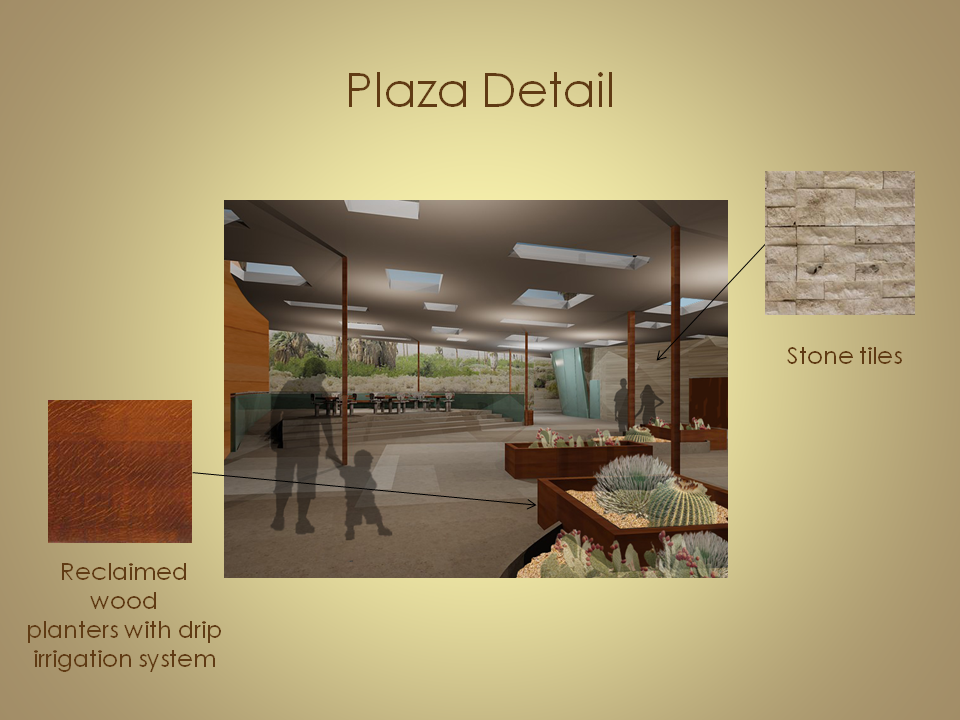 Plaza Detail
Stone tiles
Reclaimed
wood
planters with drip
irrigation system